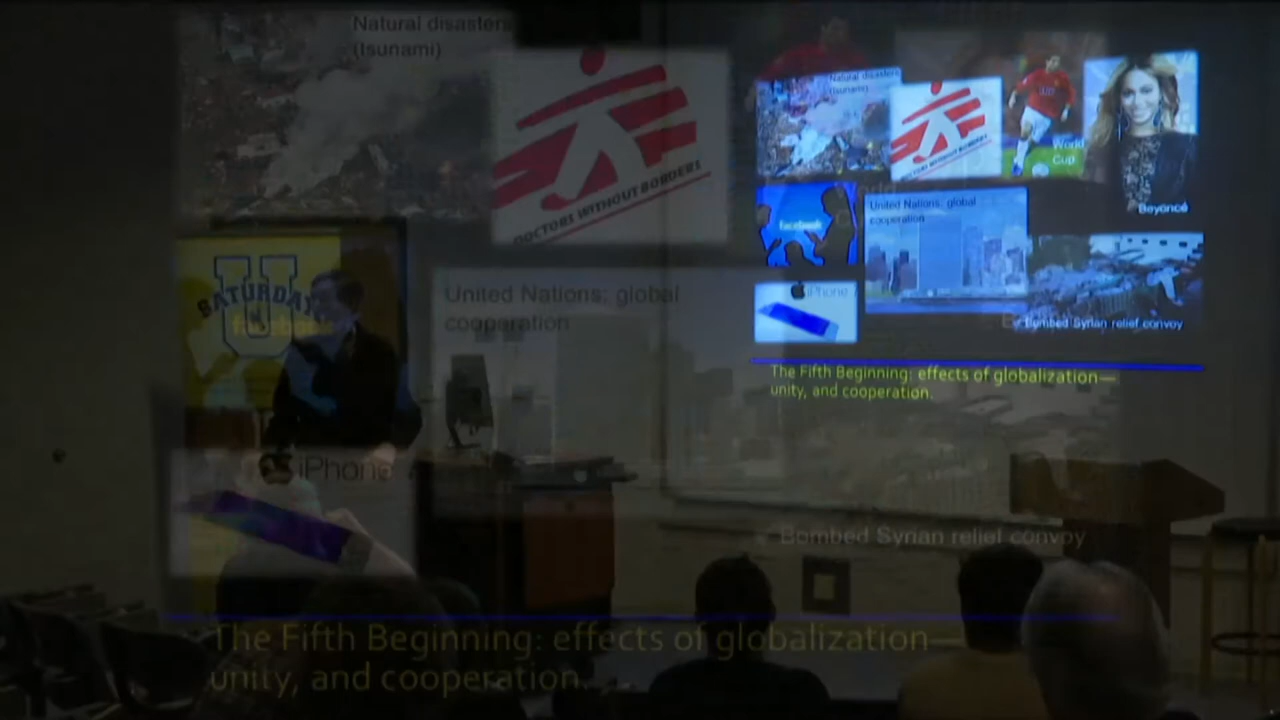 Natural disasters
(tsunami)
DOCTORS WITHOUT BORDERS
U
SATURDAY
facebook
United Nations: global
cooperation
iPhone
Bombed Syrian relief convoy
The Fifth Beginning: effects of globalization—
unity, and cooperation.
Natural disasters
(tsunami)
World
Cup
Beyoncé
facebook
United Nations: global
cooperation
iPhone
Bombed Syrian relief convoy
The Fifth Beginning: effects of globalization—
unity, and cooperation.